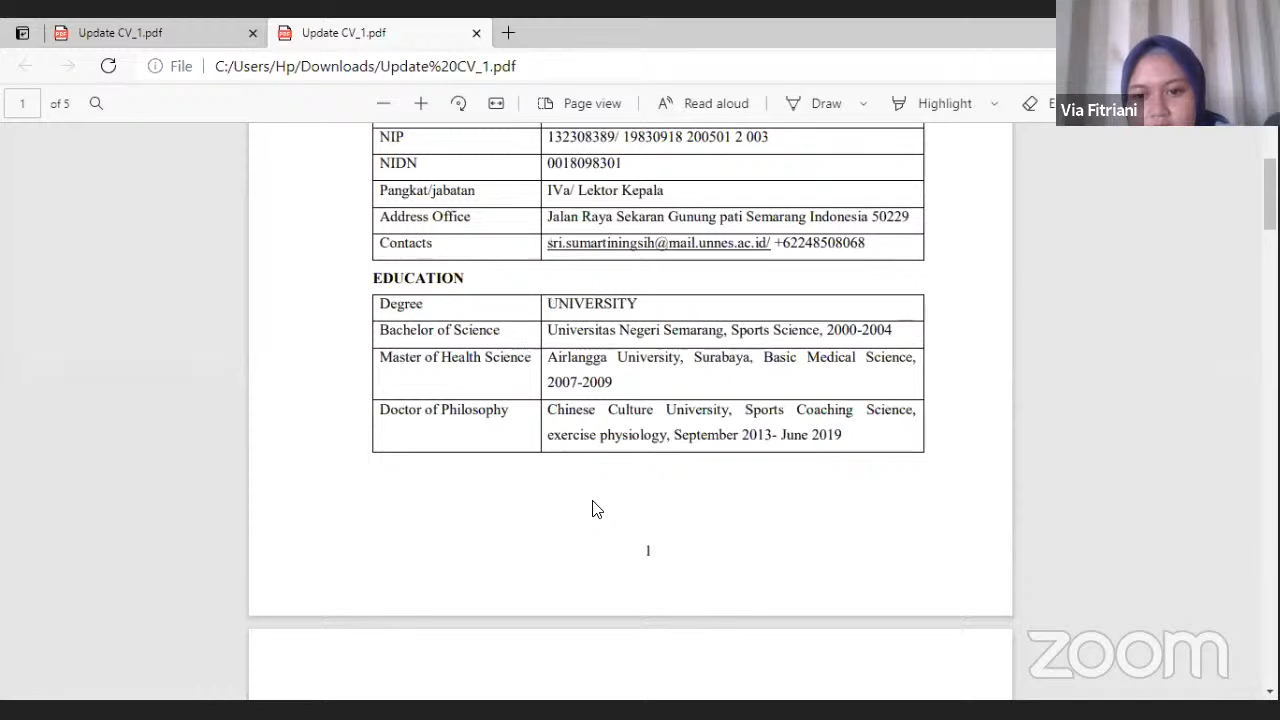 Update CV_1.pdf
Update CV_1.pdf
File C:/Users/Hp/Downloads/Update%20CV_1.pdf
1 of 5 Page view Read aloud Draw Highlight
Via Fitriani
NIP 132308389/ 19830918 200501 2 003
NIDN 0018098301
Pangkat/jabatan IVa/ Lektor Kepala
Address Office Jalan Raya Sekaran Gunung pati Semarang Indonesia 50229
Contacts sri.sumartiningsih@mail.unnes.ac.id/ +62248508068
EDUCATION
Degree UNIVERSITY
Bachelor of Science Universitas Negeri Semarang, Sports Science, 2000-2004
Master of Health Science Airlangga University, Surabaya, Basic Medical Science,
2007-2009
Doctor of Philosophy Chinese Culture University, Sports Coaching Science,
exercise physiology, September 2013- June 2019
1
zoom